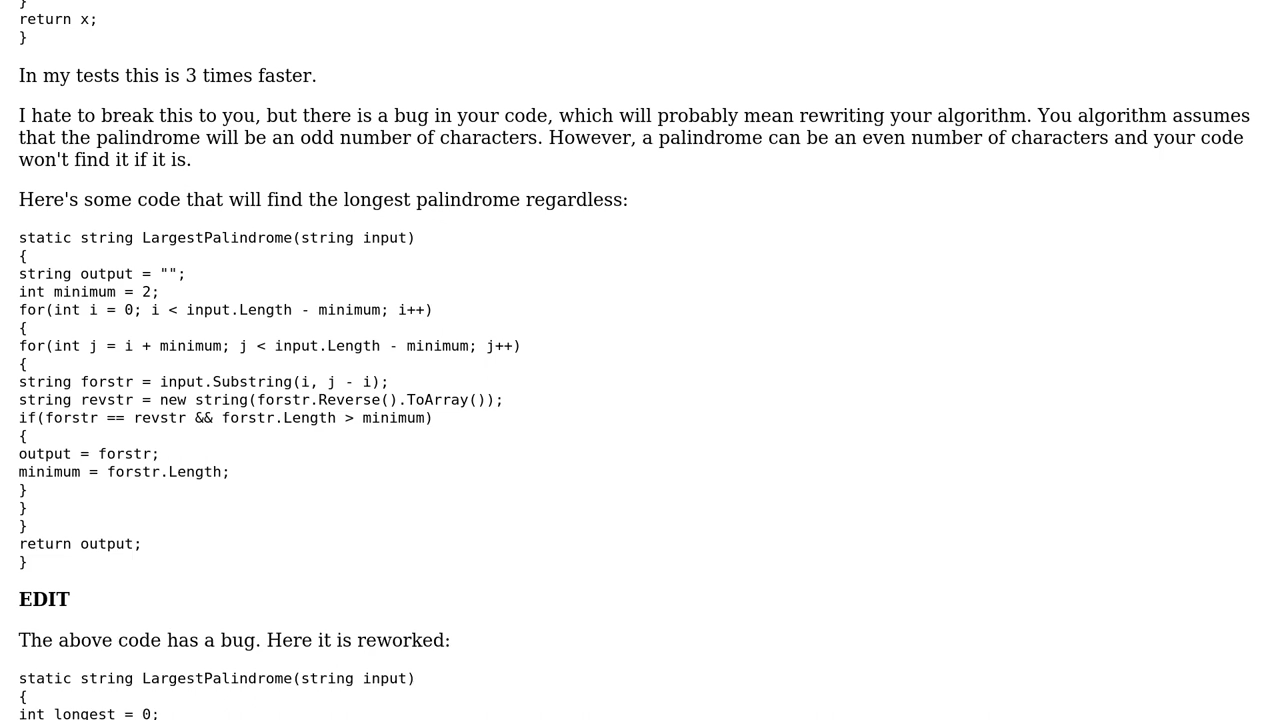 }
return x;
}
In my tests this is 3 times faster.
I hate to break this to you, but there is a bug in your code, which will probably mean rewriting your algorithm. You algorithm assumes
that the palindrome will be an odd number of characters. However, a palindrome can be an even number of characters and your code
won't find it if it is.
Here's some code that will find the longest palindrome regardless:
static string LargestPalindrome(string input)
{
string output = "";
int minimum = 2;
for(int i = 0; i < input.Length - minimum; i++)
{
for(int j = i + minimum; j < input.Length - minimum; j++)
{
string forstr = input.Substring(i, j - i);
string revstr = new string(forstr.Reverse().ToArray());
if(forstr == revstr && forstr.Length > minimum)
{
output = forstr;
minimum = forstr.Length;
}
}
}
return output;
}
EDIT
The above code has a bug. Here it is reworked:
static string LargestPalindrome(string input)
{
int longest = 0;